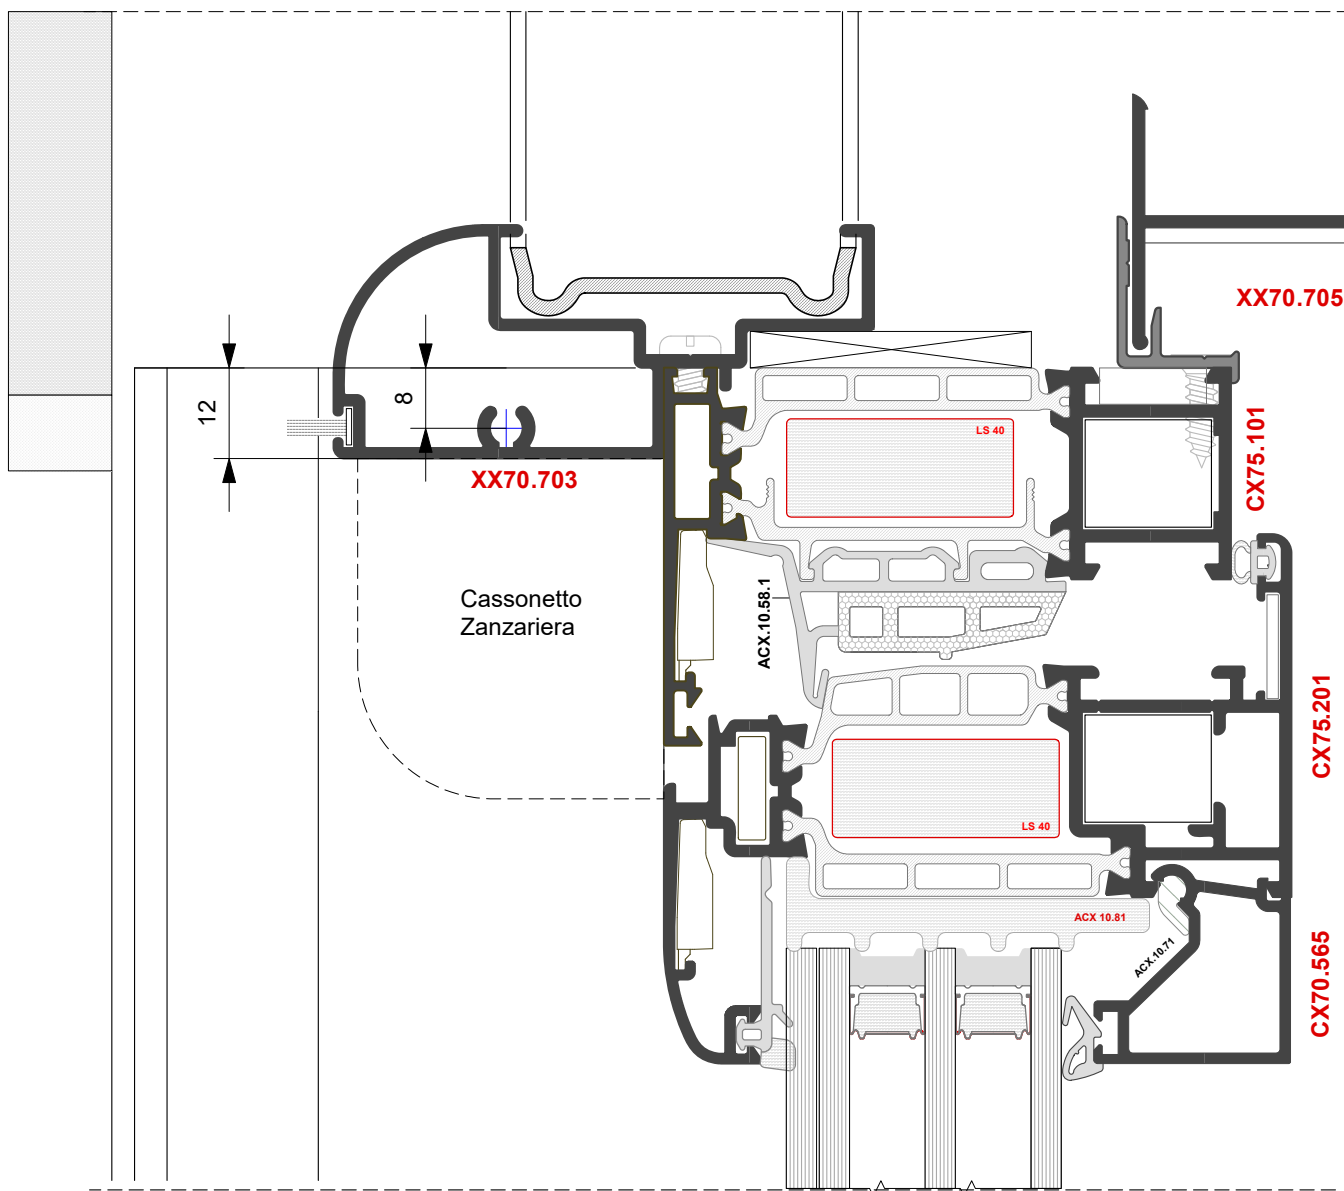 XX70.705
12
8
LS 40
CX75.101
XX70.703
Cassonetto
Zanzariera
ACX.10.58.1
CX75.201
LS 40
ACX 10.81
ACX.10.71
CX70.565